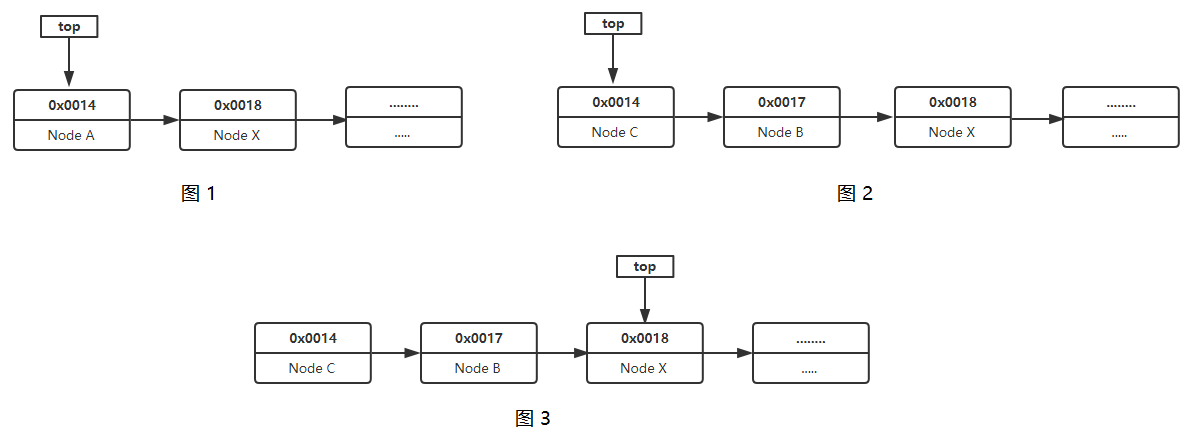 top
0x0014
Node A
0x0018
Node X
........
.....
图 1
top
0x0014
Node C
0x0017
Node B
0x0018
Node X
........
.....
图 2
top
0x0014
Node C
0x0017
Node B
0x0018
Node X
........
.....
图 3